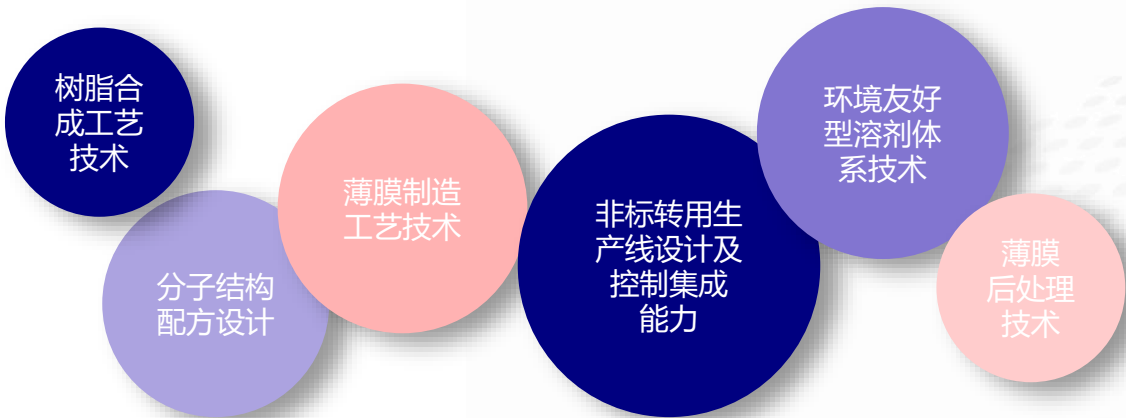 树脂合
成工艺
技术
分子结构
配方设计
薄膜制造
工艺技术
非标转用生
产线设计及
控制集成
能力
环境友好
型溶剂体
系技术
薄膜
后处理
技术